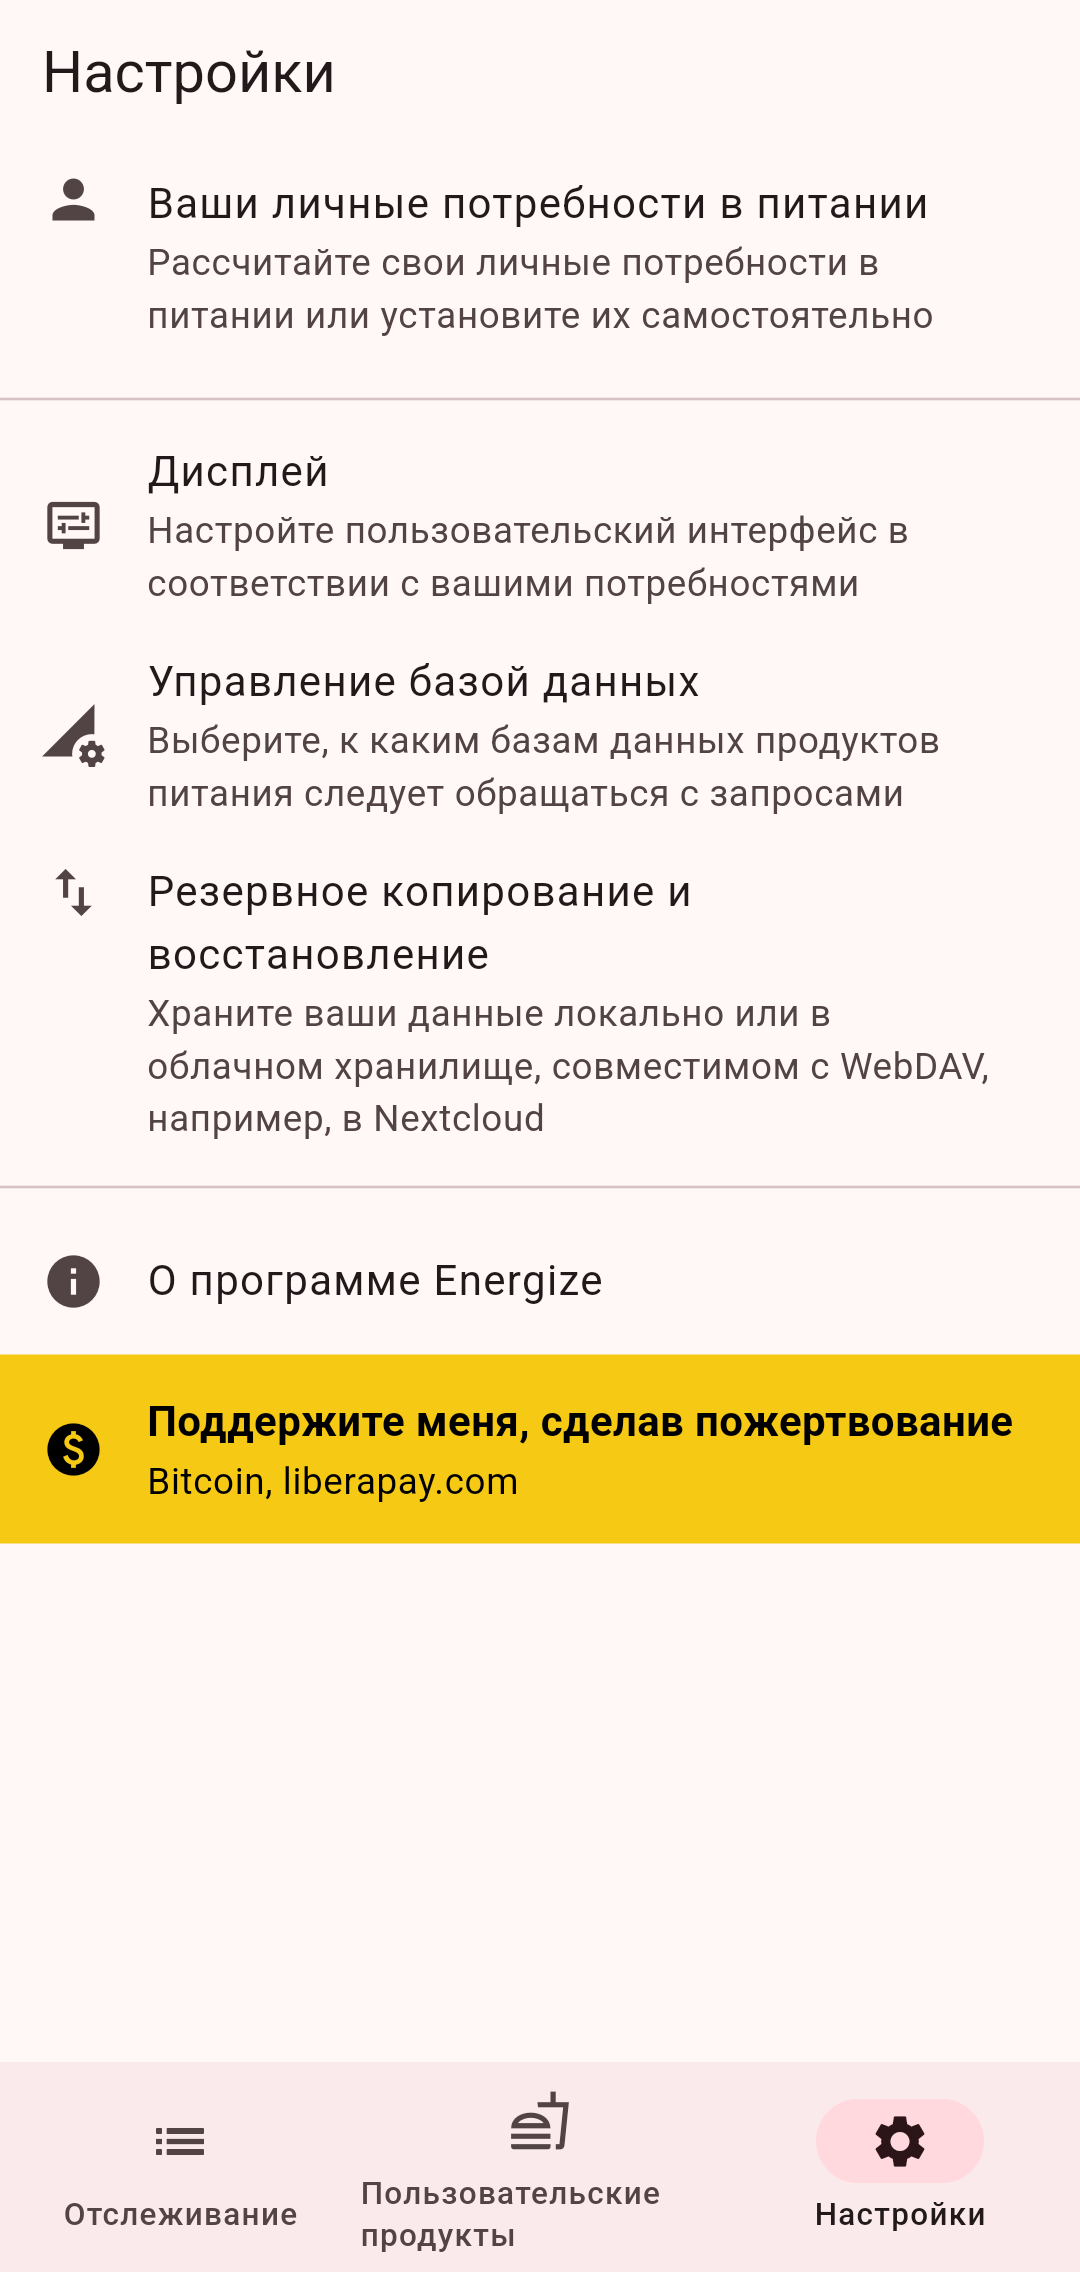 Настройки
Ваши личные потребности в питании
Рассчитайте свои личные потребности в
питании или установите их самостоятельно
Дисплей
Настройте пользовательский интерфейс в
соответствии с вашими потребностями
Управление базой данных
Выберите, к каким базам данных продуктов
питания следует обращаться с запросами
Резервное копирование и
восстановление
Храните ваши данные локально или в
облачном хранилище, совместимом с WebDAV,
например, в Nextcloud
О программе Energize
Поддержите меня, сделав пожертвование
Bitcoin, liberapay.com
Отслеживание
Пользовательские
продукты
Настройки